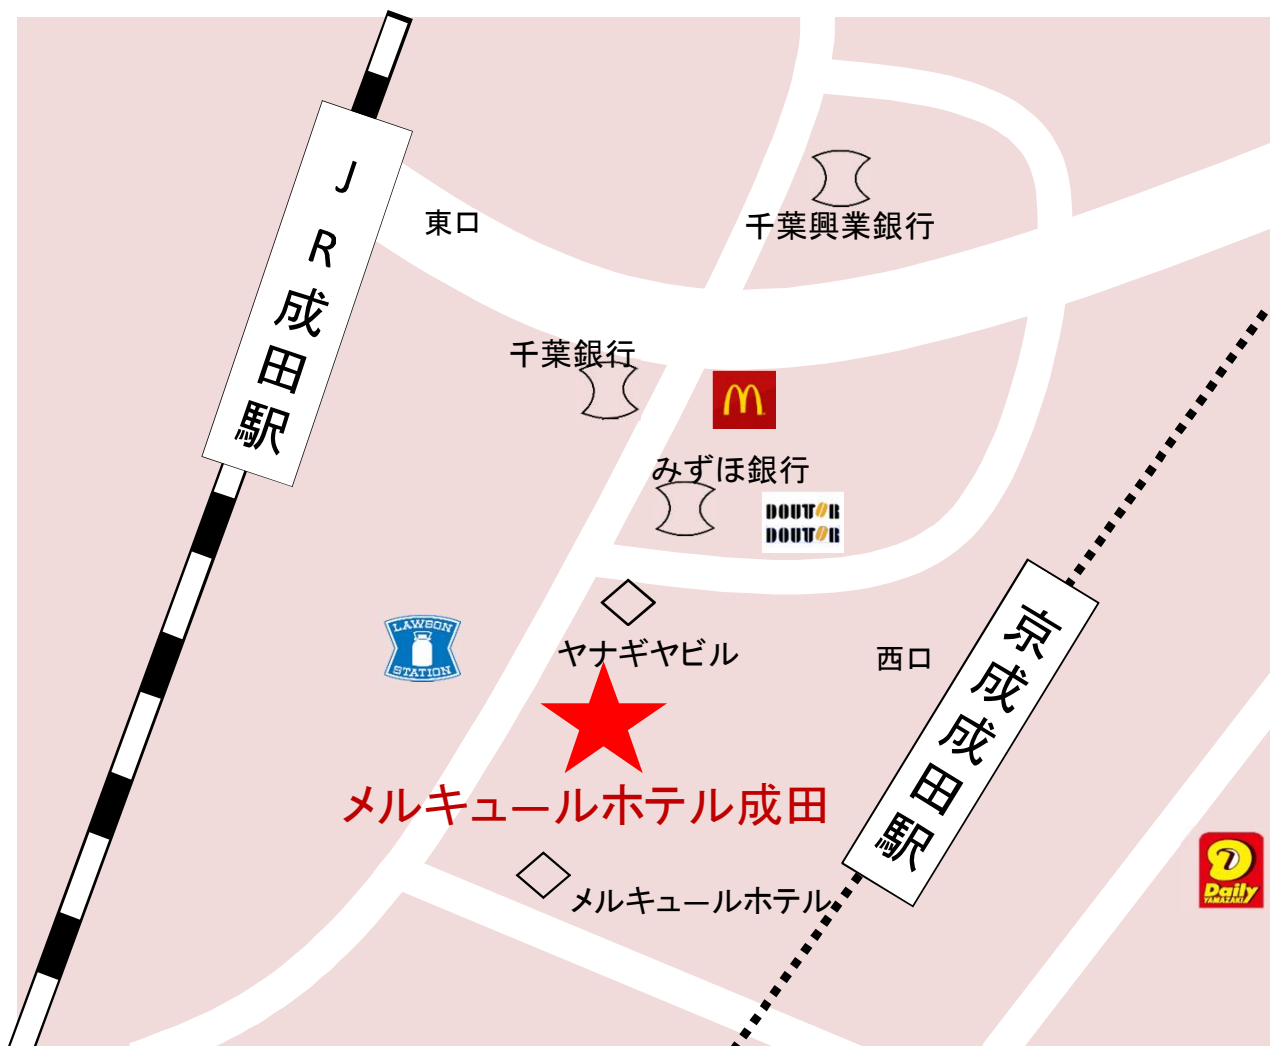 JR成田駅
東口
千葉興業銀行
千葉銀行
M
みずほ銀行
DOUTOR
DOUTOR
LAWSON
STATION
ヤナギヤビル
西口
京成成田駅
メルキュールホテル成田
メルキュールホテル
D
Daily
YAMAZAKI